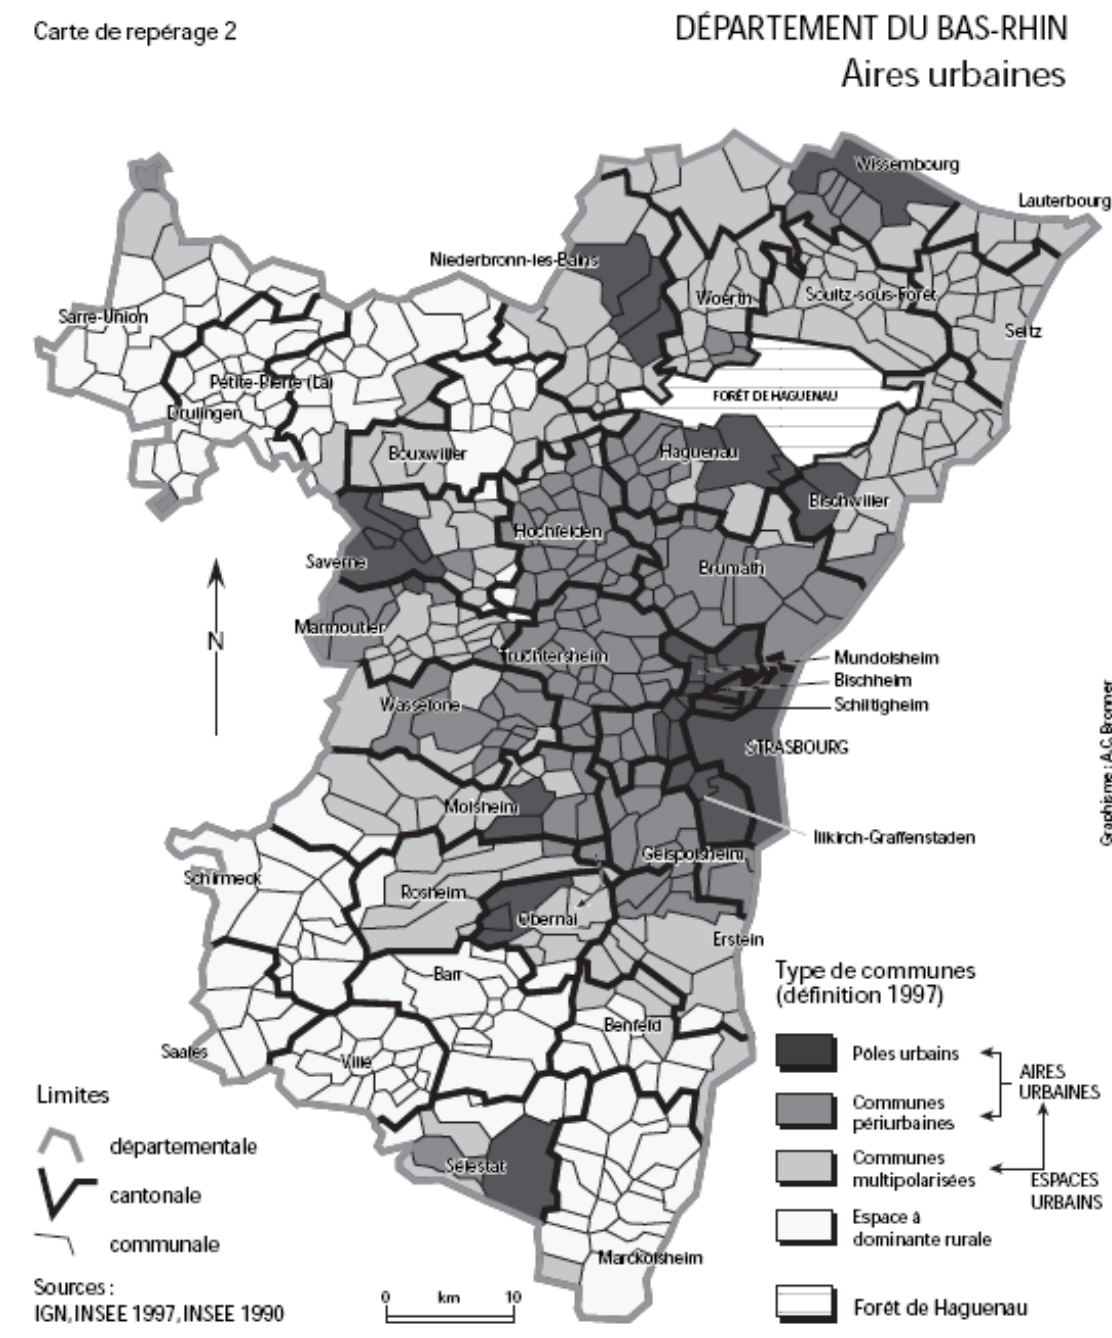 Carte de repérage 2
DÉPARTEMENT DU BAS-RHIN
Aires urbaines
Wissembourg
Lauterbourg
Niederbronn-les-Bains
Woerth
Soultz-sous-Forêt
Sarre-Union
Seltz
Petite-Pierre (La)
FORÊT DE HAGUENAU
Drulingen
Bouxwiller
Haguenau
Bischwiller
Hochfelden
Saverne
Brumath
Marmoutier
N
Truchtersheim
Mundolsheim
Bischheim
Schiltigheim
Wasselone
STRASBOURG
Graphisme : A.C. Bronner
Molsheim
Illkirch-Graffenstaden
Geispolsheim
Schirmeck
Rosheim
Obernai
Erstein
Barr
Benfeld
Saales
Villé
Sélestat
Marckolsheim
Type de communes
(définition 1997)
Pôles urbains
Communes
périurbaines
AIRES
URBAINES
Communes
multipolarisées
ESPACES
URBAINS
Espace à
dominante rurale
Forêt de Haguenau
Limites
départementale
cantonale
communale
Sources :
IGN, INSEE 1997, INSEE 1990
0 km 10